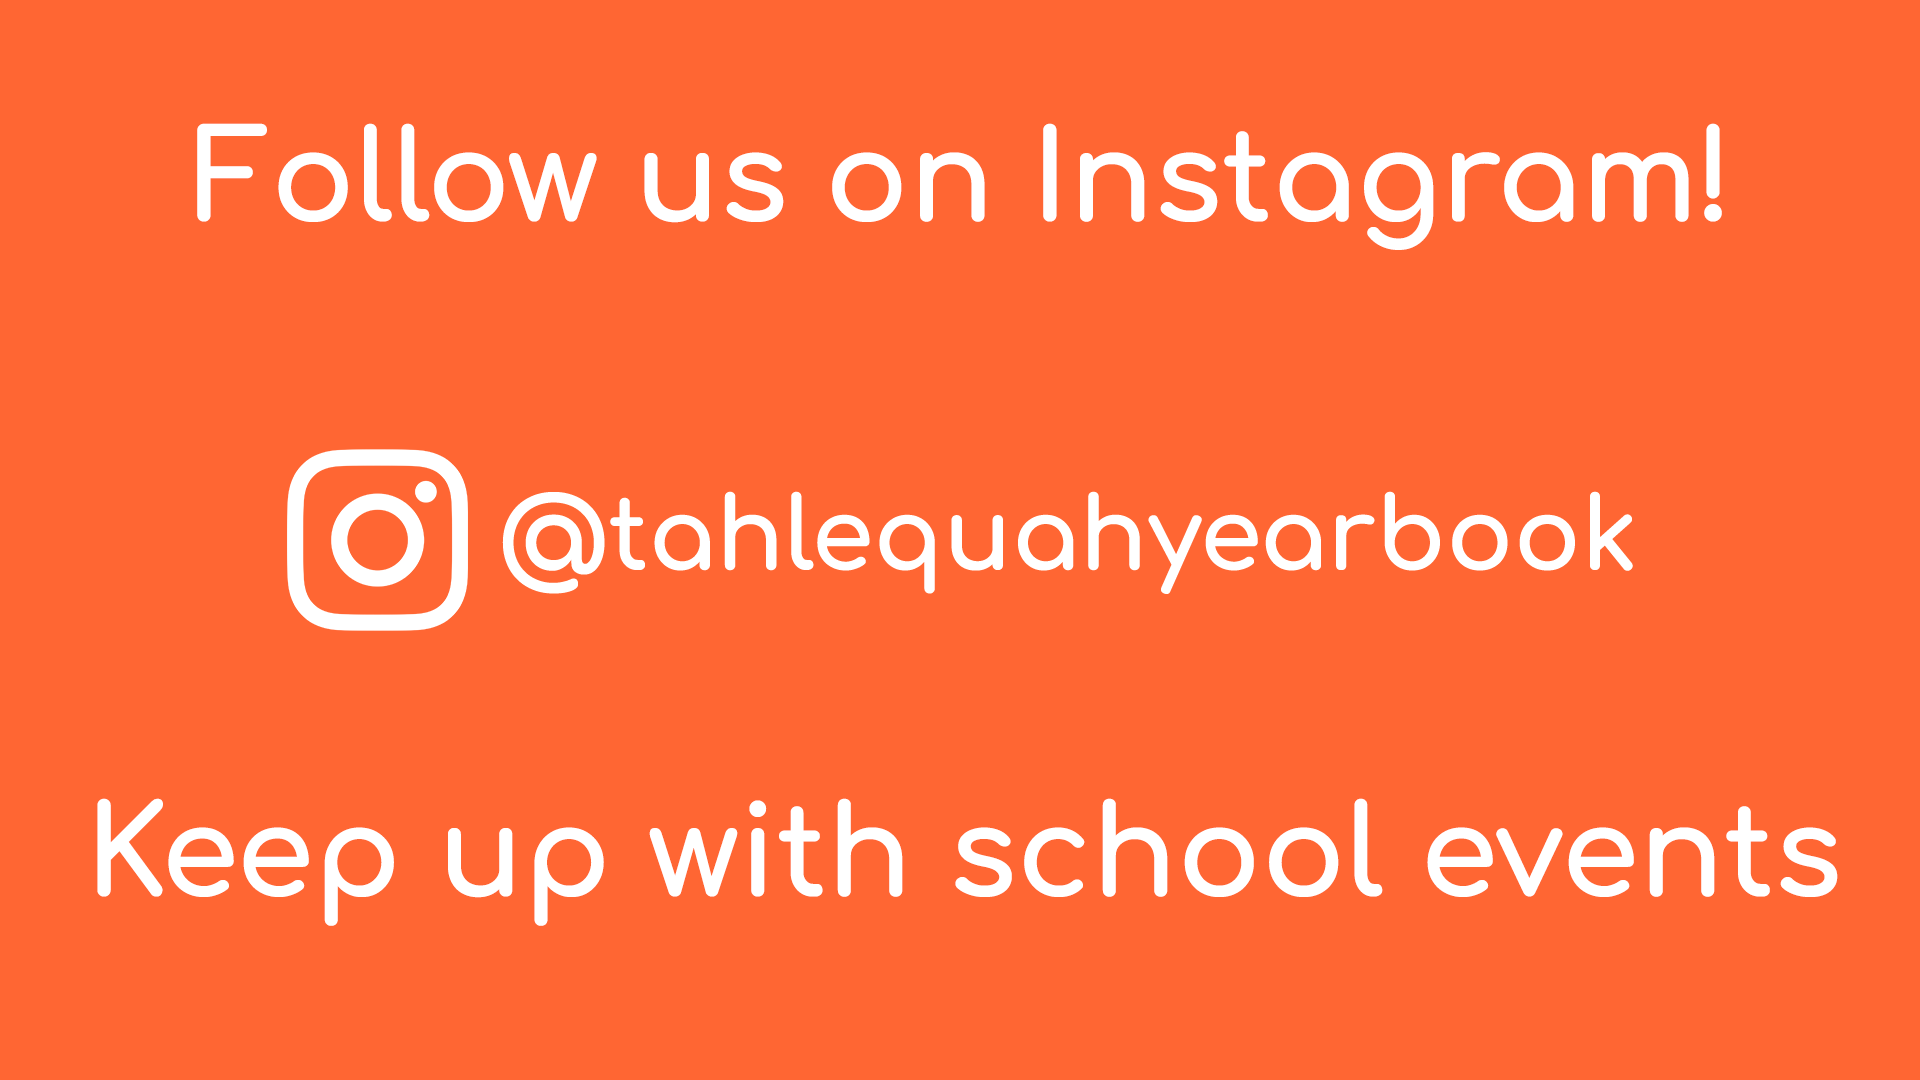 Follow us on Instagram!
@tahlequahyearbook
Keep up with school events